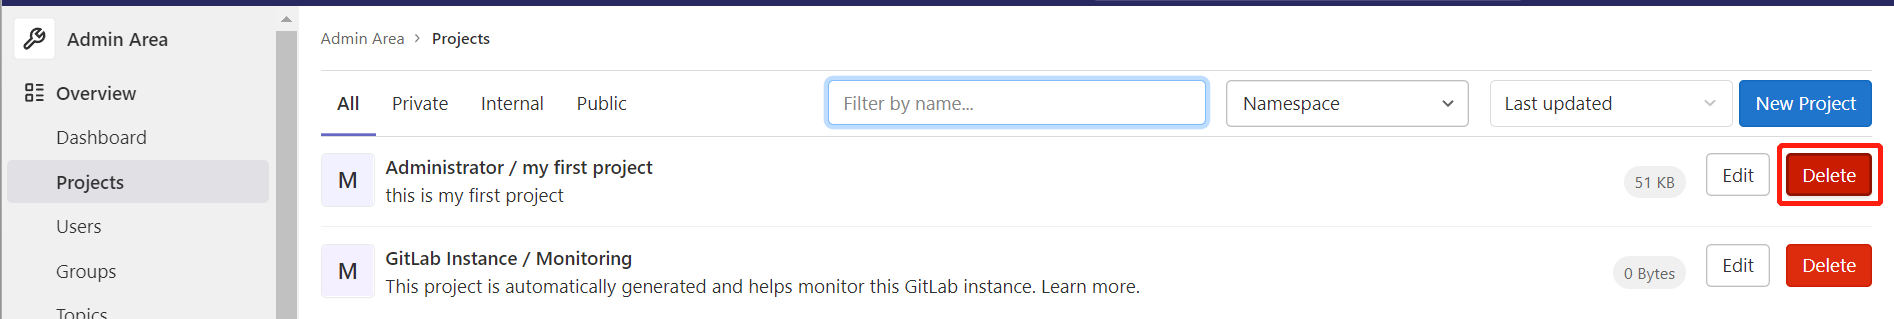 Admin Area
Overview
Dashboard
Projects
Users
Groups
Topics
Admin Area > Projects
All Private Internal Public Filter by name... Namespace Last updated New Project
M Administrator / my first project
this is my first project
51 KB Edit Delete
M GitLab Instance / Monitoring
This project is automatically generated and helps monitor this GitLab instance. Learn more.
0 Bytes Edit Delete